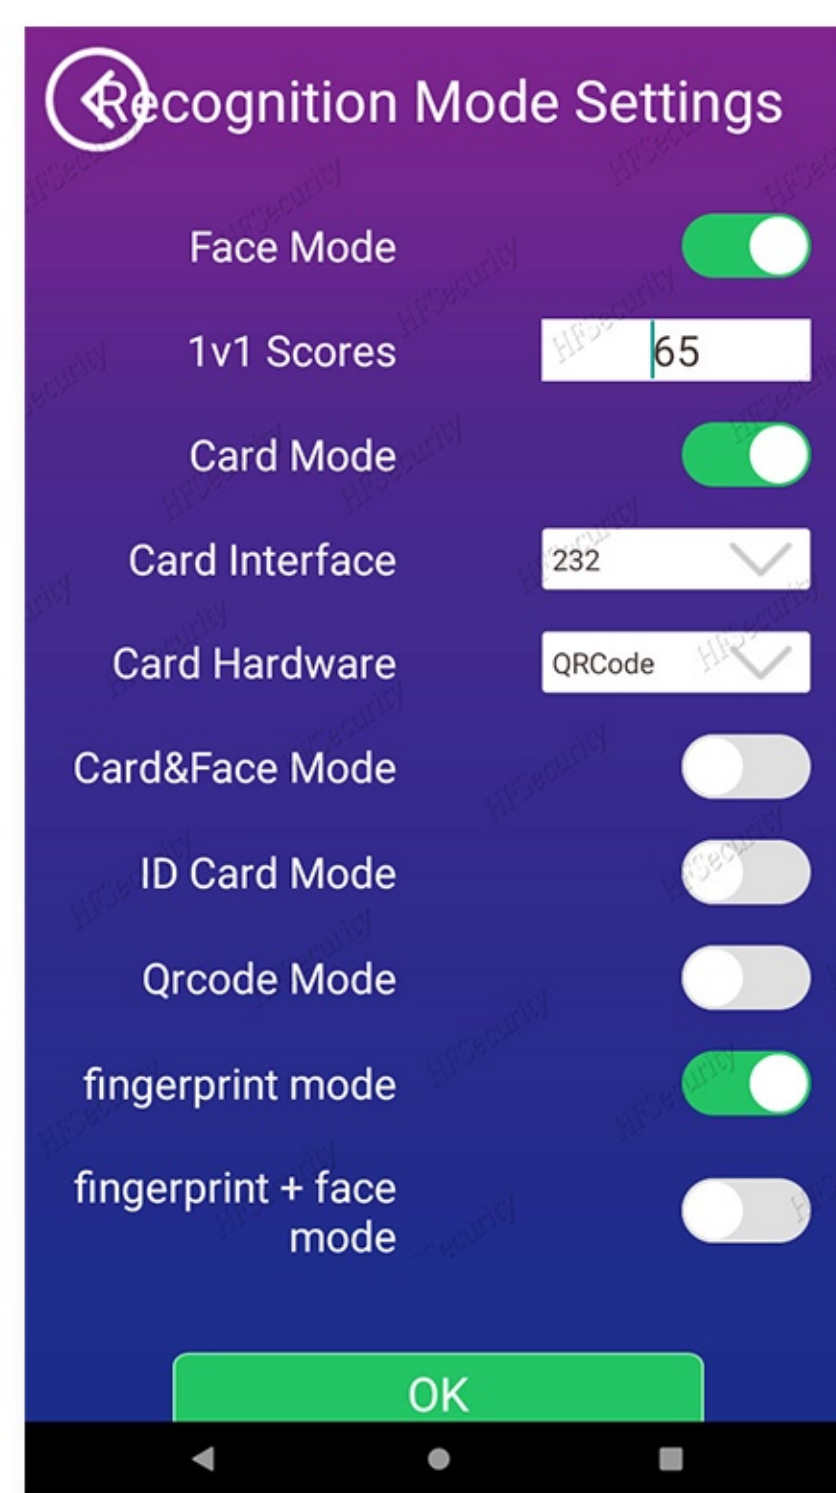 Recognition Mode Settings
Face Mode
1v1 Scores 65
Card Mode
Card Interface 232
Card Hardware QRCode
Card&Face Mode
ID Card Mode
Qrcode Mode
fingerprint mode
fingerprint + face
mode
OK
HFSecurity